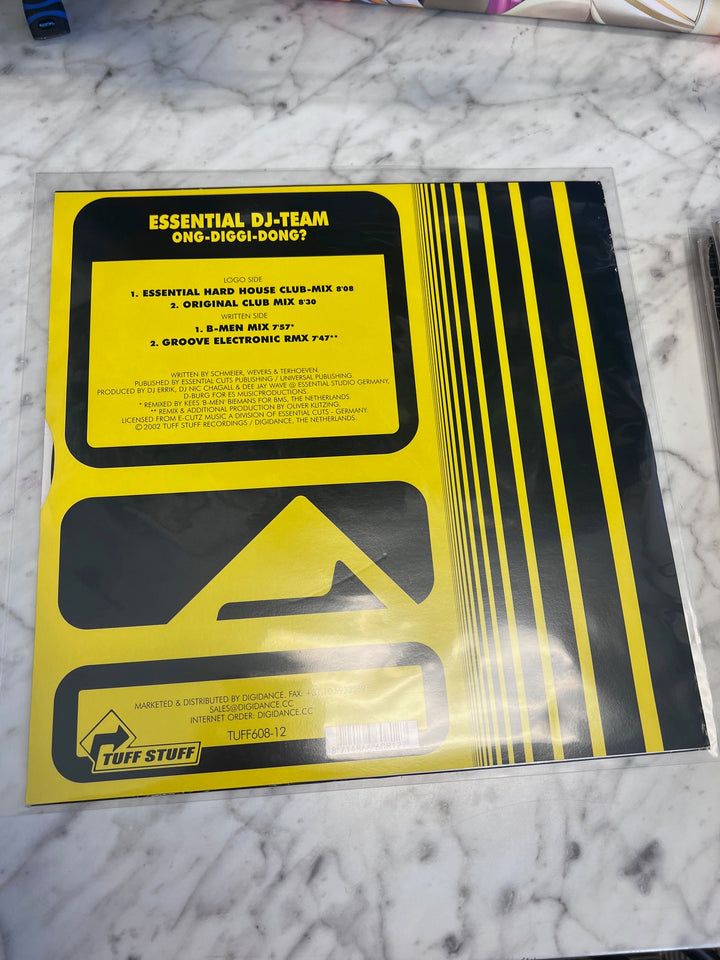 ESSENTIAL DJ-TEAM
ONG-DIGGI-DONG?
LOGO SIDE
1. ESSENTIAL HARD HOUSE CLUB-MIX 8'08
2. ORIGINAL CLUB MIX 8'30
WRITTEN SIDE
1. B-MEN MIX 7'57*
2. GROOVE ELECTRONIC RMX 7'47**
WRITTEN BY SCHMEIER, WEVERS & TERHOEVEN.
PUBLISHED BY ESSENTIAL CUTS PUBLISHING / UNIVERSAL PUBLISHING.
PRODUCED BY DJ ERRIK, DJ NIC CHAGALL & DEE JAY WAVE @ ESSENTIAL STUDIO GERMANY,
D-BURG FOR ES MUSICPRODUCTIONS.
* REMIXED BY KEES 'B-MEN' BIEMANS FOR BMS, THE NETHERLANDS.
** REMIX & ADDITIONAL PRODUCTION BY OLIVER KLITZING.
LICENSED FROM E-CUTZ MUSIC A DIVISION OF ESSENTIAL CUTS - GERMANY.
© 2002 TUFF STUFF RECORDINGS / DIGIDANCE, THE NETHERLANDS.
MARKETED & DISTRIBUTED BY DIGIDANCE. FAX:
SALES@DIGIDANCE.CC
INTERNET ORDER: DIGIDANCE.CC
TUFF608-12
TUFF STUFF